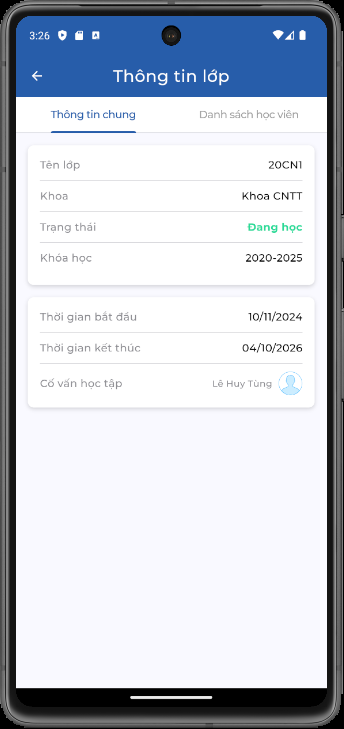 3:26
Thông tin lớp
Thông tin chung Danh sách học viên
Tên lớp 20CN1
Khoa Khoa CNTT
Trạng thái Đang học
Khóa học 2020-2025
Thời gian bắt đầu 10/11/2024
Thời gian kết thúc 04/10/2026
Cố vấn học tập Lê Huy Tùng